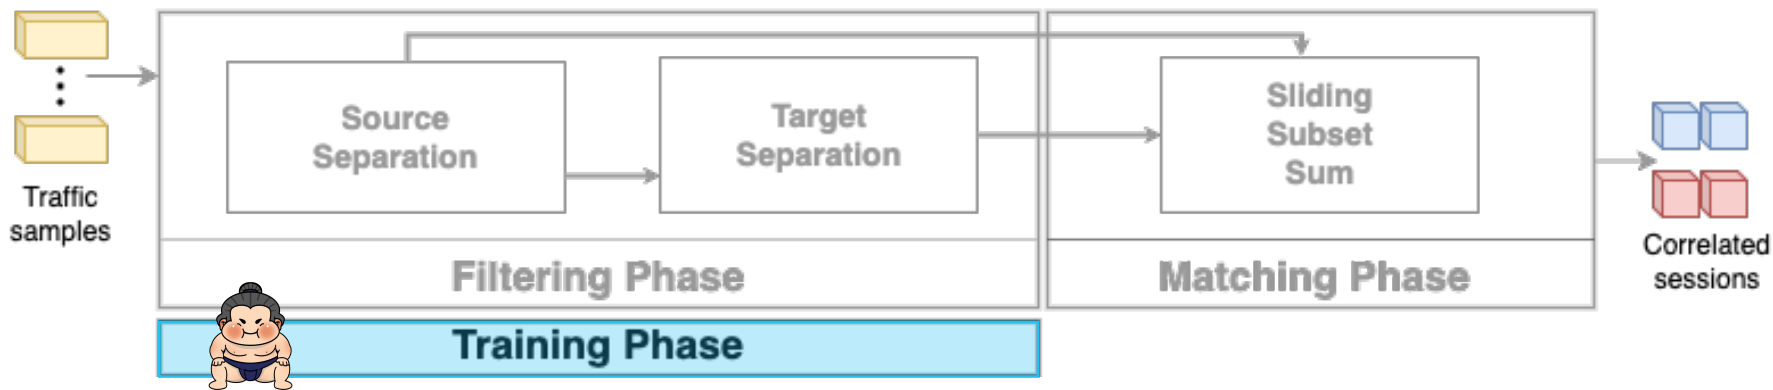 Traffic
samples
Source
Separation
Target
Separation
Sliding
Subset
Sum
Filtering Phase
Matching Phase
Training Phase
Correlated
sessions